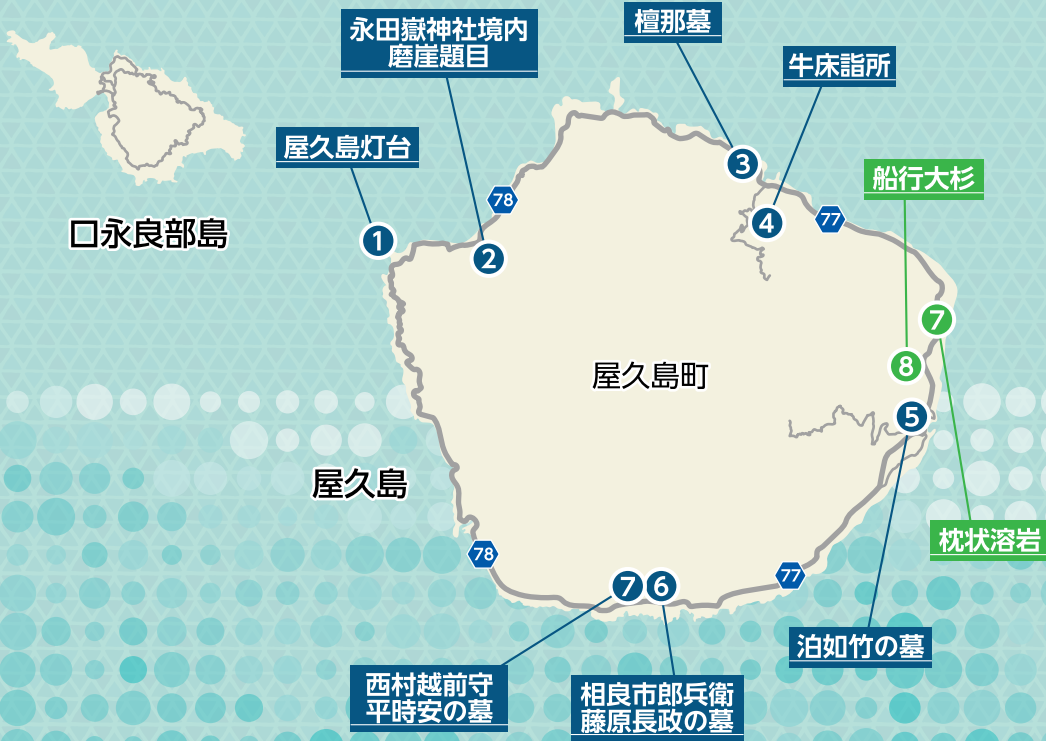 永田嶽神社境内
磨崖題目
檀那墓
牛床詣所
屋久島灯台
船行大杉
口永良部島
屋久島町
屋久島
枕状溶岩
泊如竹の墓
西村越前守
平時安の墓
相良市郎兵衛
藤原長政の墓
1
2
3
4
5
6
7
7
8
78
77
78
77